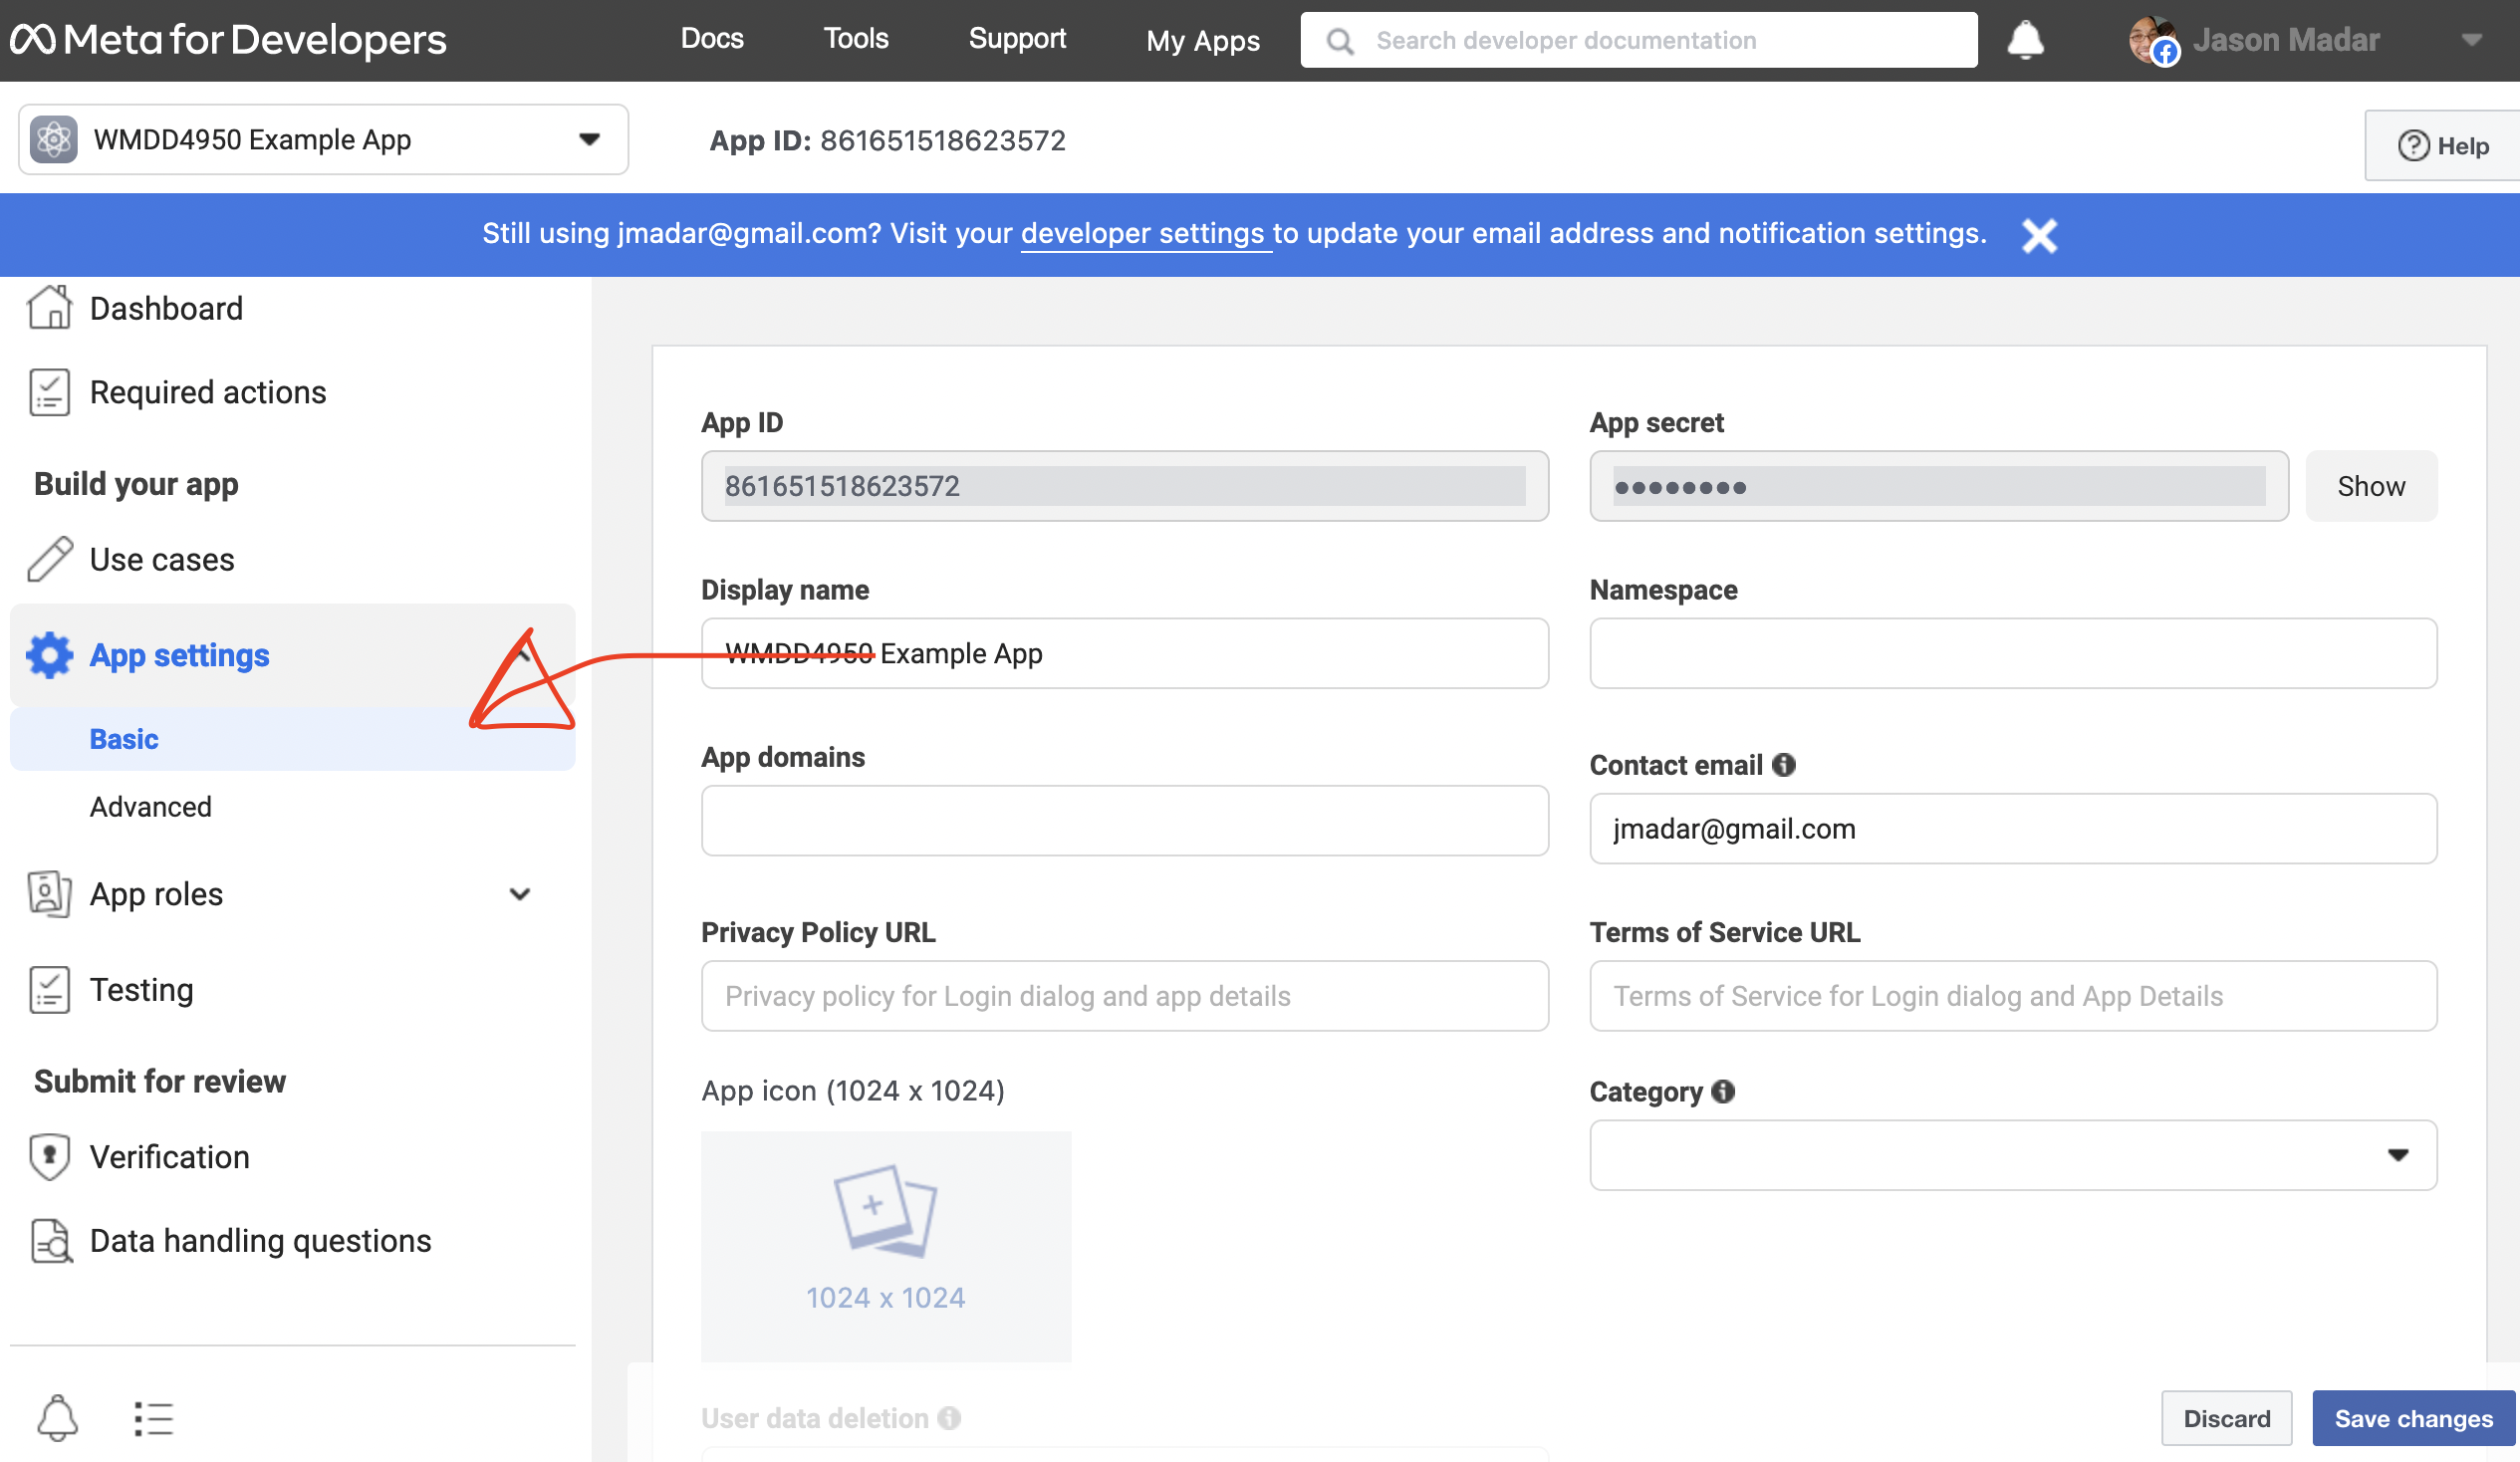 Meta for Developers
Docs
Tools
Support
My Apps
Search developer documentation
Jason Madar
WMDD4950 Example App
App ID: 861651518623572
Help
Still using jmadar@gmail.com? Visit your developer settings to update your email address and notification settings.
Dashboard
Required actions
Build your app
Use cases
App settings
Basic
Advanced
App roles
Testing
Submit for review
Verification
Data handling questions
App ID
861651518623572
App secret
••••••••
Show
Display name
WMDD4950 Example App
Namespace
App domains
Contact email
jmadar@gmail.com
Privacy Policy URL
Privacy policy for Login dialog and app details
Terms of Service URL
Terms of Service for Login dialog and App Details
App icon (1024 x 1024)
1024 x 1024
Category
User data deletion
Discard
Save changes